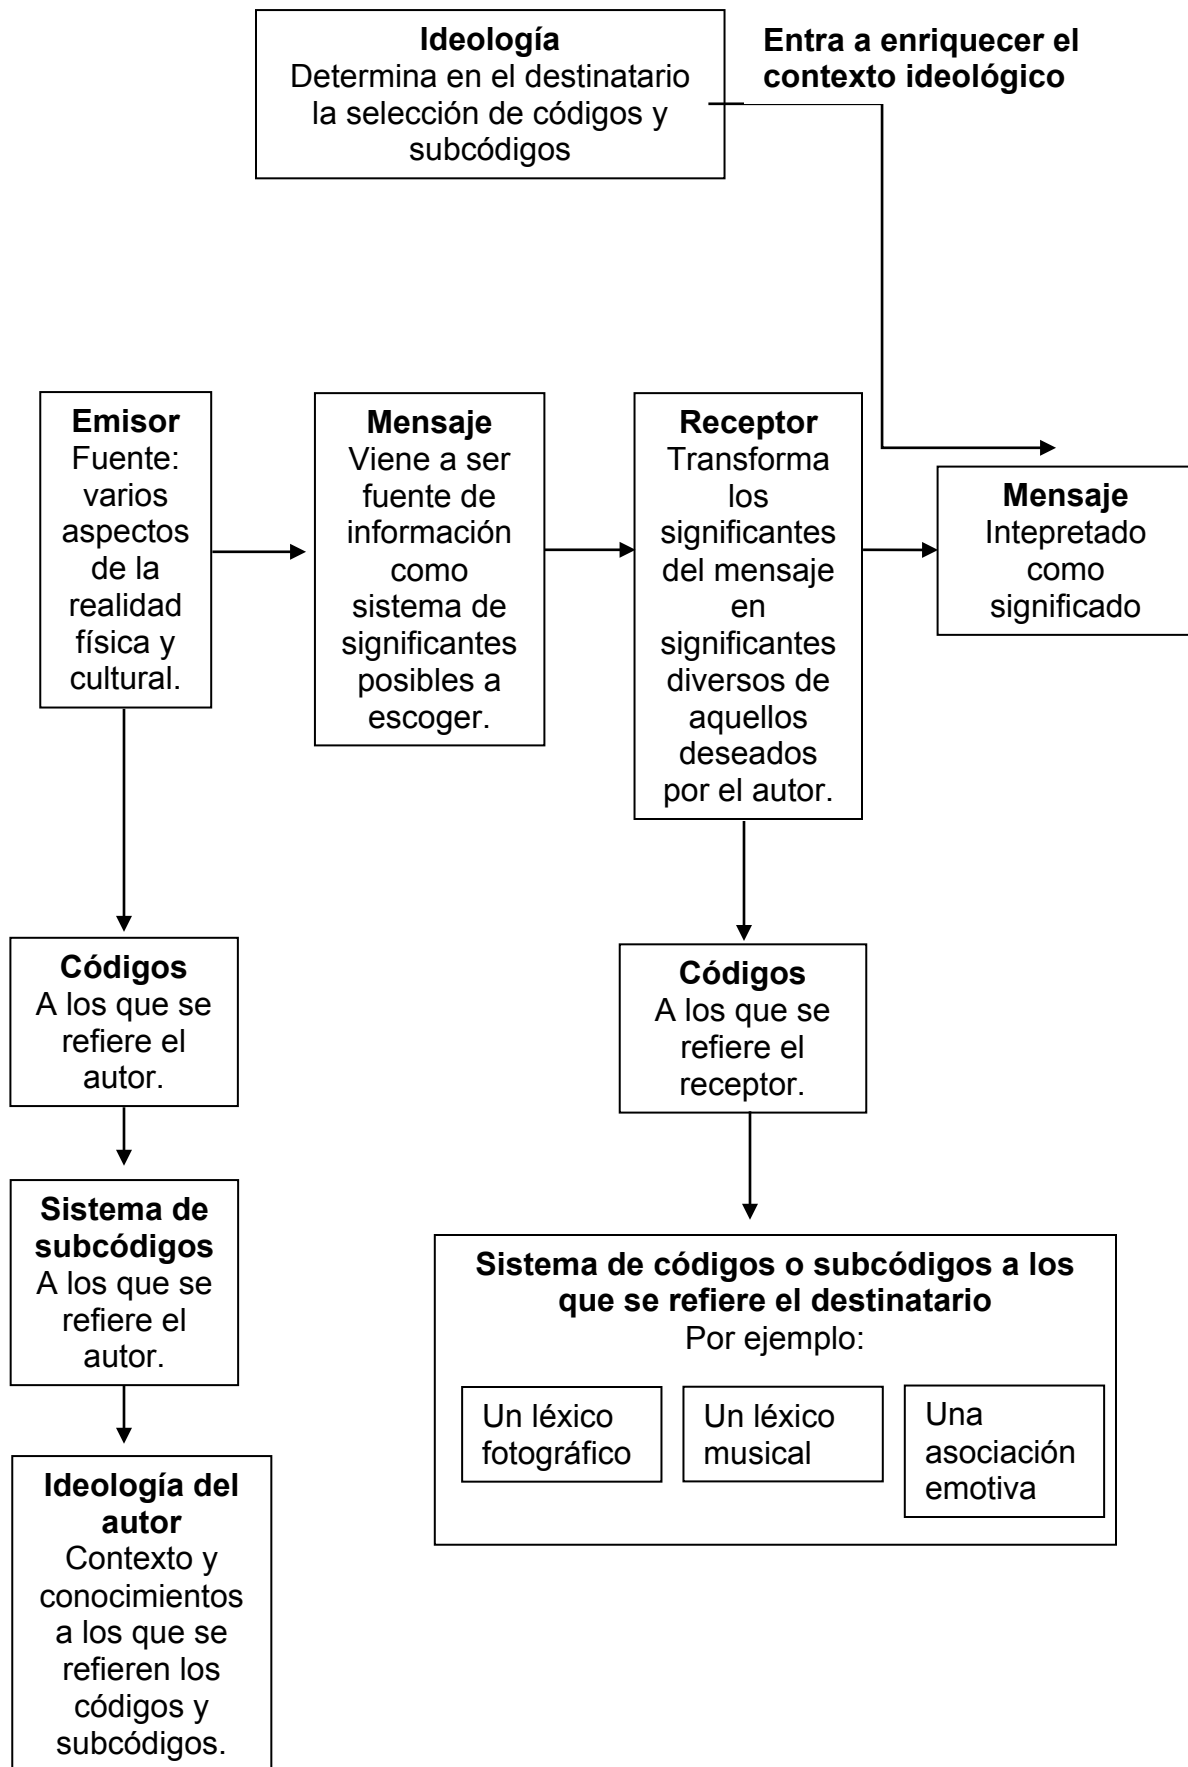 Ideología
Determina en el destinatario
la selección de códigos y
subcódigos
Entra a enriquecer el
contexto ideológico
Emisor
Fuente:
varios
aspectos
de la
realidad
física y
cultural.
Mensaje
Viene a ser
fuente de
información
como
sistema de
significantes
posibles a
escoger.
Receptor
Transforma
los
significantes
del mensaje
en
significantes
diversos de
aquellos
deseados
por el autor.
Mensaje
Intepretado
como
significado
Códigos
A los que se
refiere el
autor.
Códigos
A los que se
refiere el
receptor.
Sistema de
subcódigos
A los que se
refiere el
autor.
Sistema de códigos o subcódigos a los
que se refiere el destinatario
Por ejemplo:
Un léxico
fotográfico
Un léxico
musical
Una
asociación
emotiva
Ideología del
autor
Contexto y
conocimientos
a los que se
refieren los
códigos y
subcódigos.